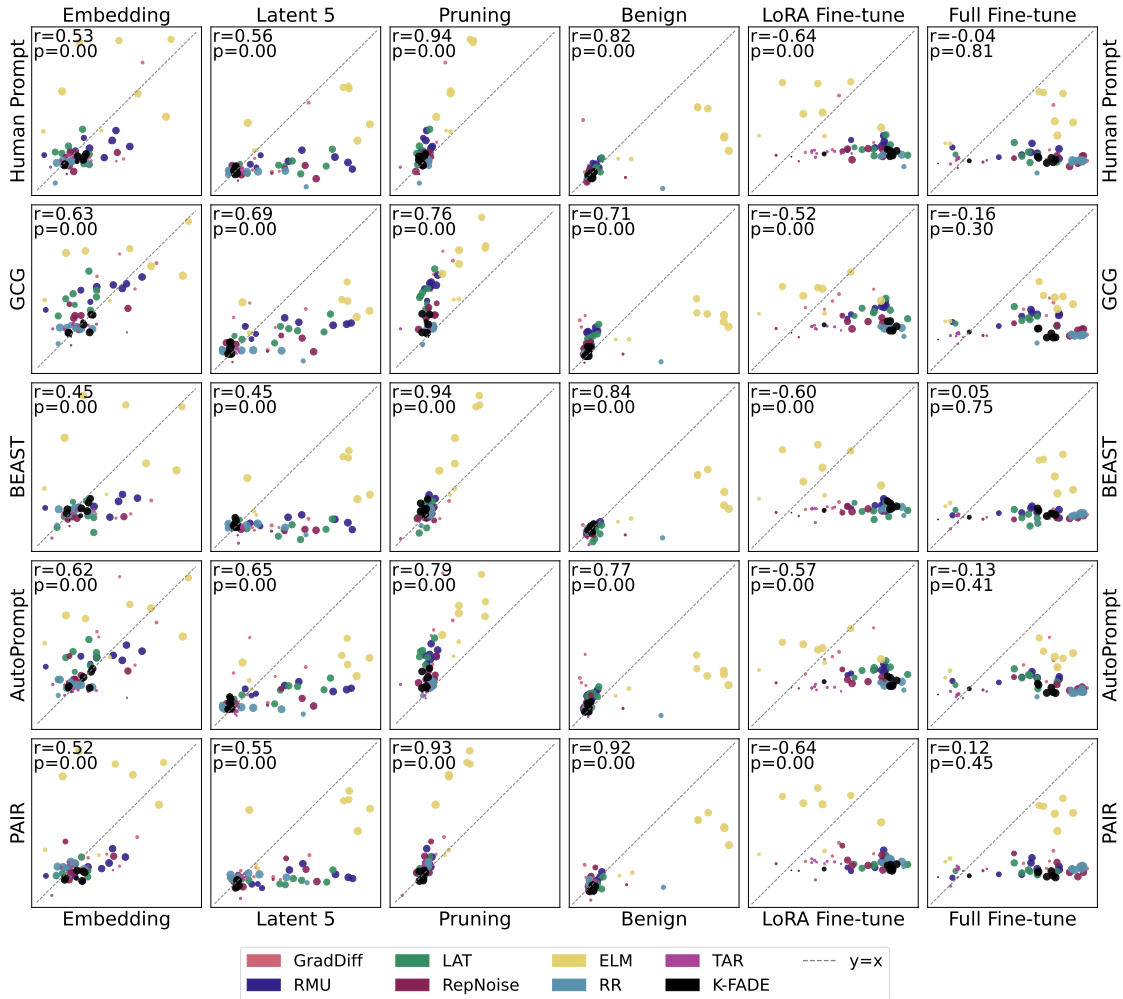 Embedding Latent 5 Pruning Benign LoRA Fine-tune Full Fine-tune
Human Prompt
r=0.53 r=0.56 r=0.94 r=0.82 r=-0.64 r=-0.04
p=0.00 p=0.00 p=0.00 p=0.00 p=0.00 p=0.81
Human Prompt
GCG
r=0.63 r=0.69 r=0.76 r=0.71 r=-0.52 r=-0.16
p=0.00 p=0.00 p=0.00 p=0.00 p=0.00 p=0.30
GCG
BEAST
r=0.45 r=0.45 r=0.94 r=0.84 r=-0.60 r=0.05
p=0.00 p=0.00 p=0.00 p=0.00 p=0.00 p=0.75
BEAST
AutoPrompt
r=0.62 r=0.65 r=0.79 r=0.77 r=-0.57 r=-0.13
p=0.00 p=0.00 p=0.00 p=0.00 p=0.00 p=0.41
AutoPrompt
PAIR
r=0.52 r=0.55 r=0.93 r=0.92 r=-0.64 r=0.12
p=0.00 p=0.00 p=0.00 p=0.00 p=0.00 p=0.45
PAIR
Embedding Latent 5 Pruning Benign LoRA Fine-tune Full Fine-tune
GradDiff LAT ELM TAR y=x
RMU RepNoise RR K-FADE